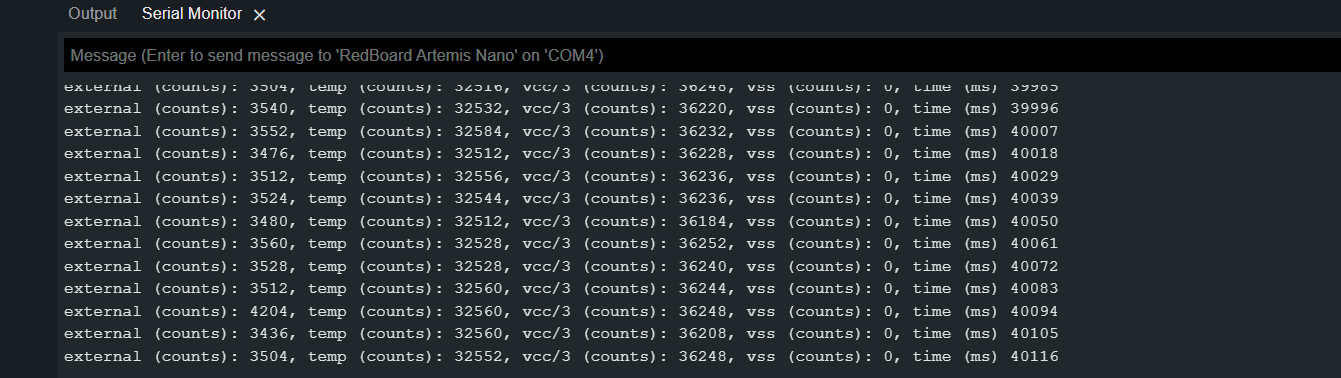 Output Serial Monitor ×
Message (Enter to send message to 'RedBoard Artemis Nano' on 'COM4')
external (counts): 3504, temp (counts): 32516, vcc/3 (counts): 36248, vss (counts): 0, time (ms) 39985
external (counts): 3540, temp (counts): 32532, vcc/3 (counts): 36220, vss (counts): 0, time (ms) 39996
external (counts): 3552, temp (counts): 32584, vcc/3 (counts): 36232, vss (counts): 0, time (ms) 40007
external (counts): 3476, temp (counts): 32512, vcc/3 (counts): 36228, vss (counts): 0, time (ms) 40018
external (counts): 3512, temp (counts): 32556, vcc/3 (counts): 36236, vss (counts): 0, time (ms) 40029
external (counts): 3524, temp (counts): 32544, vcc/3 (counts): 36236, vss (counts): 0, time (ms) 40039
external (counts): 3480, temp (counts): 32512, vcc/3 (counts): 36184, vss (counts): 0, time (ms) 40050
external (counts): 3560, temp (counts): 32528, vcc/3 (counts): 36252, vss (counts): 0, time (ms) 40061
external (counts): 3528, temp (counts): 32528, vcc/3 (counts): 36240, vss (counts): 0, time (ms) 40072
external (counts): 3512, temp (counts): 32560, vcc/3 (counts): 36244, vss (counts): 0, time (ms) 40083
external (counts): 4204, temp (counts): 32560, vcc/3 (counts): 36248, vss (counts): 0, time (ms) 40094
external (counts): 3436, temp (counts): 32560, vcc/3 (counts): 36208, vss (counts): 0, time (ms) 40105
external (counts): 3504, temp (counts): 32552, vcc/3 (counts): 36248, vss (counts): 0, time (ms) 40116